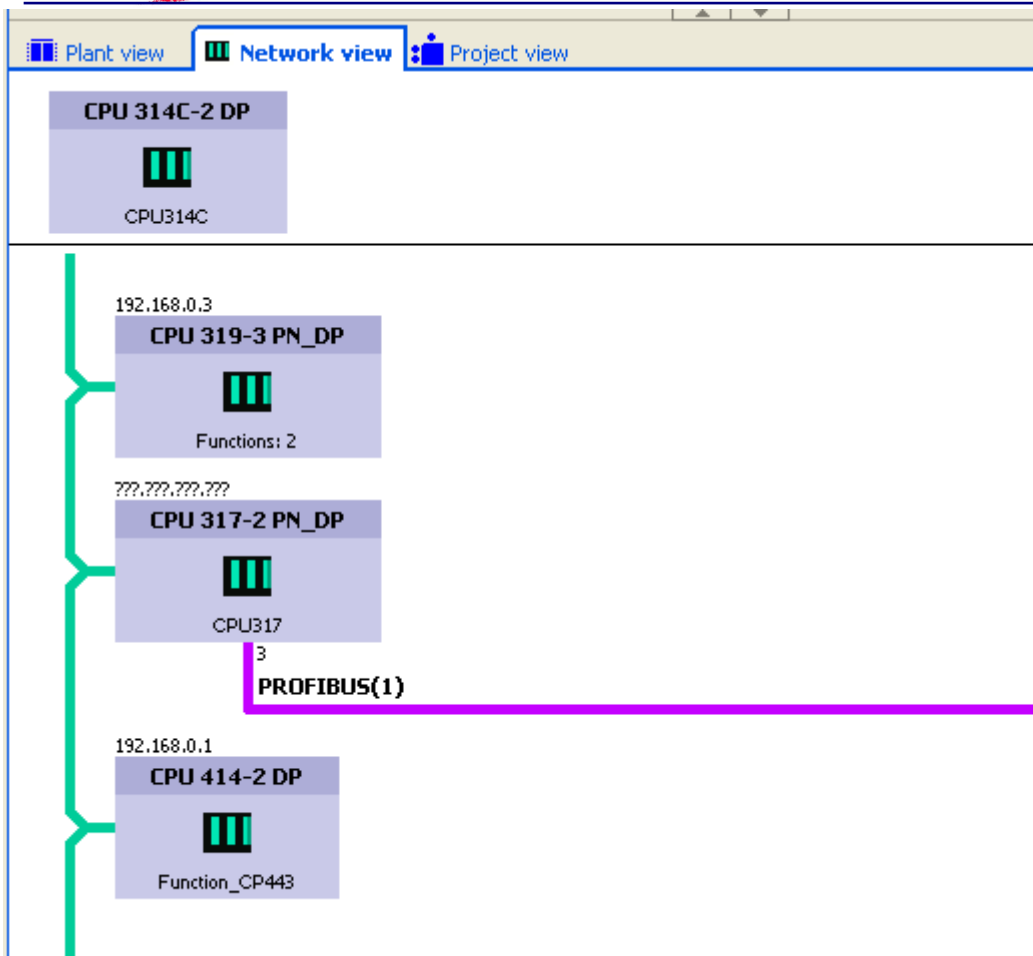 Plant view Network view Project view
CPU 314C-2 DP
CPU314C
192.168.0.3
CPU 319-3 PN_DP
Functions: 2
???.???.???.???
CPU 317-2 PN_DP
CPU317
3
PROFIBUS(1)
192.168.0.1
CPU 414-2 DP
Function_CP443